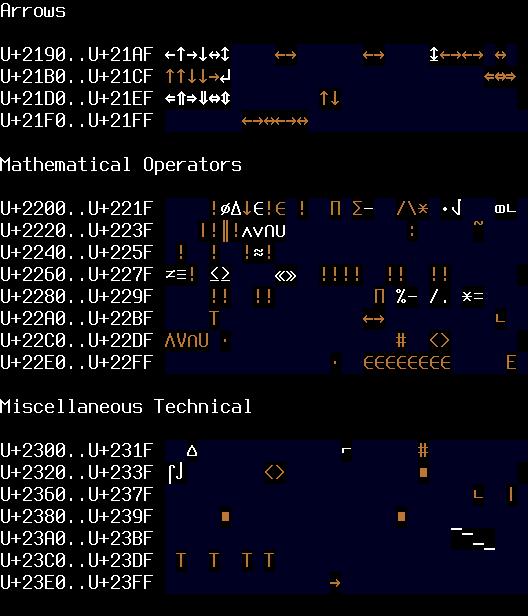 Arrows
U+2190..U+21AF ←↑→↓↔↕ ←→ ←→ ↨←→←→ ↔
U+21B0..U+21CF ↑↑↓↓→↲ ⇐⇔⇒
U+21D0..U+21EF ⇐⇑⇒⇓⇔⇕ ↑↓
U+21F0..U+21FF ←→↔←→↔
Mathematical Operators
U+2200..U+221F !ø∆↓∈!∈ ! Π Σ− /\* ∙√ ∞∟
U+2220..U+223F !!║!∧∨∩∪ : ~
U+2240..U+225F ! ! !≈!
U+2260..U+227F ≠≡! ≤≥ «» !!!! !! !!
U+2280..U+229F !! !! Π %− /. *=
U+22A0..U+22BF T ←→ ∟
U+22C0..U+22DF ΛV∩U · # <>
U+22E0..U+22FF · ∈∈∈∈∈∈∈∈ E
Miscellaneous Technical
U+2300..U+231F ⌂ ⌐ #
U+2320..U+233F ⌠⌡ <> ■
U+2360..U+237F ∟ |
U+2380..U+239F ■ ■
U+23A0..U+23BF ⎺⎻⎼⎽
U+23C0..U+23DF T T T T
U+23E0..U+23FF →